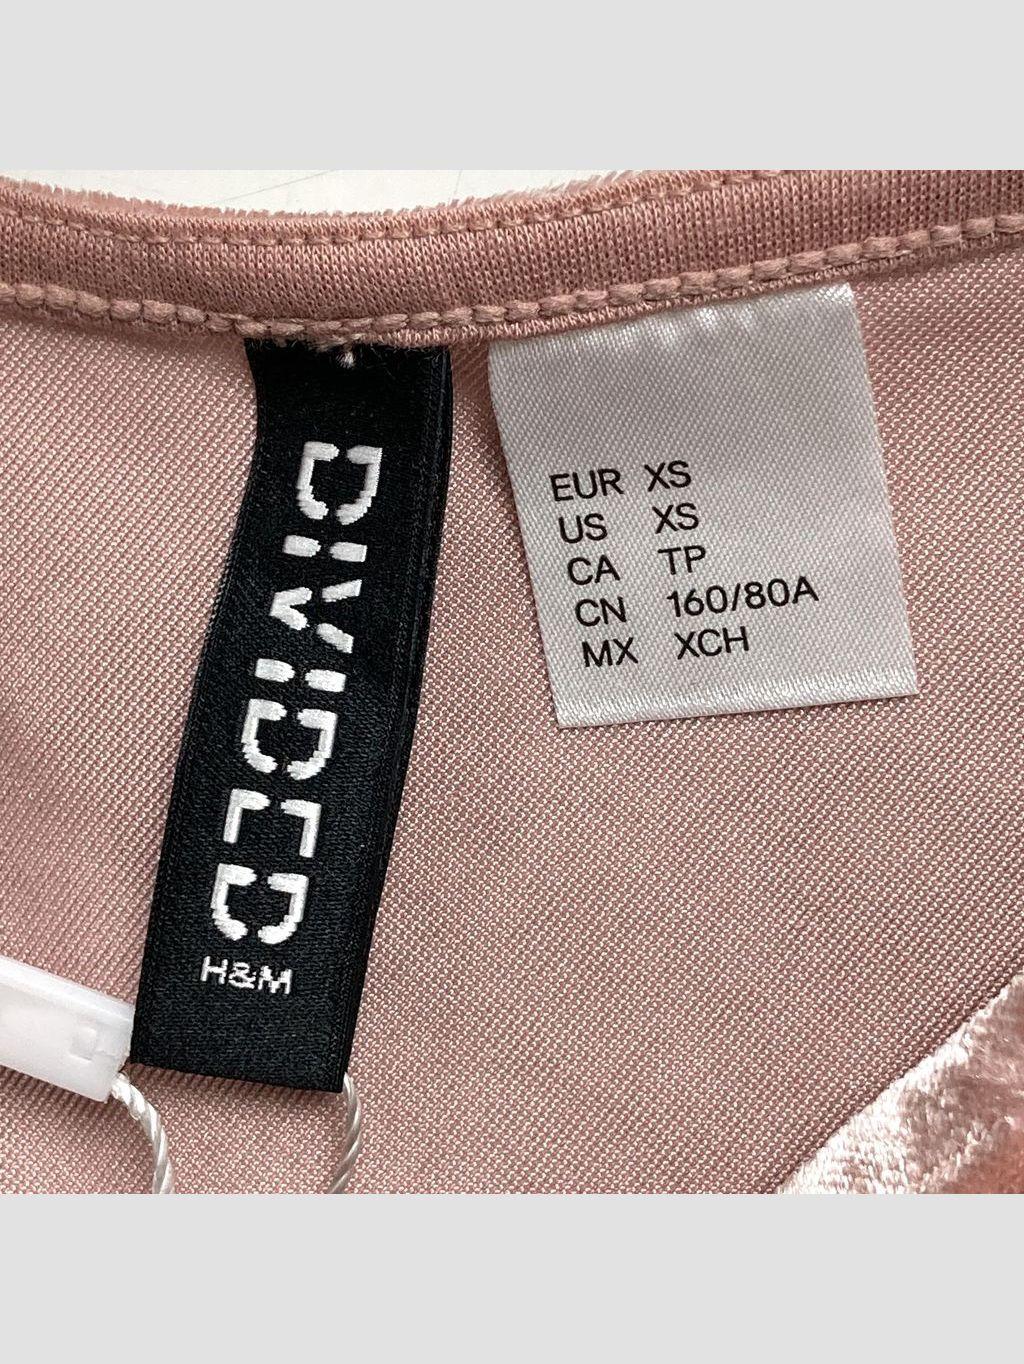 DIVIDED
H&M
EUR XS
US XS
CA TP
CN 160/80A
MX XCH